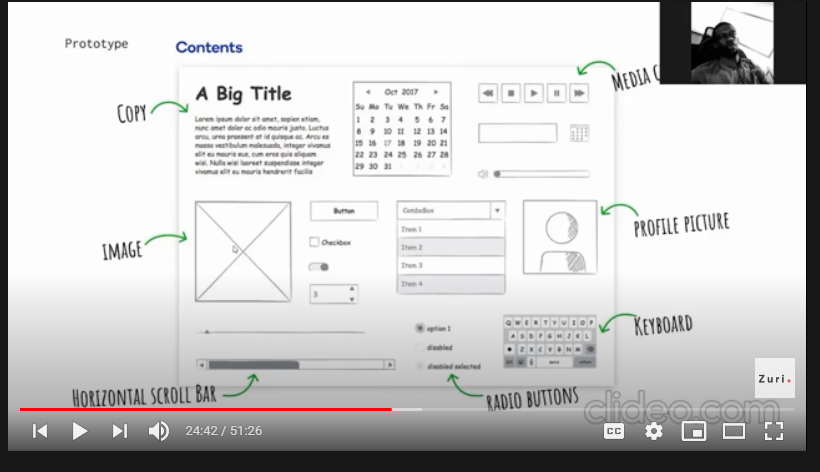 Prototype
Contents
A Big Title
Lorem ipsum dolor sit amet, sapien etiam,
nunc amet dolor ac odio mauris justo. Luctus
arcu, urna praesent at id quisque ac. Arcu es
massa vestibulum malesuada, integer vivamus
elit eu mauris eus, cum eros quis aliquam
wisi. Nulla wisi laoreet suspendisse integer
vivamus elit eu mauris hendrerit facilis
COPY
Oct 2017
Su Mo Tu We Th Fr Sa
1 2 3 4 5 6 7
8 9 10 11 12 13 14
15 16 17 18 19 20 21
22 23 24 25 26 27 28
29 30 31
MEDIA C
IMAGE
Button
Checkbox
3
ComboBox
Item 1
Item 2
Item 3
Item 4
PROFILE PICTURE
option 1
disabled
disabled selected
Q W E R T Y U I O P
A S D F G H J K L
Z X C V B N M
KEYBOARD
HORIZONTAL SCROLL BAR
RADIO BUTTONS
Zuri.
clideo.com
24:42 / 51:26
CC